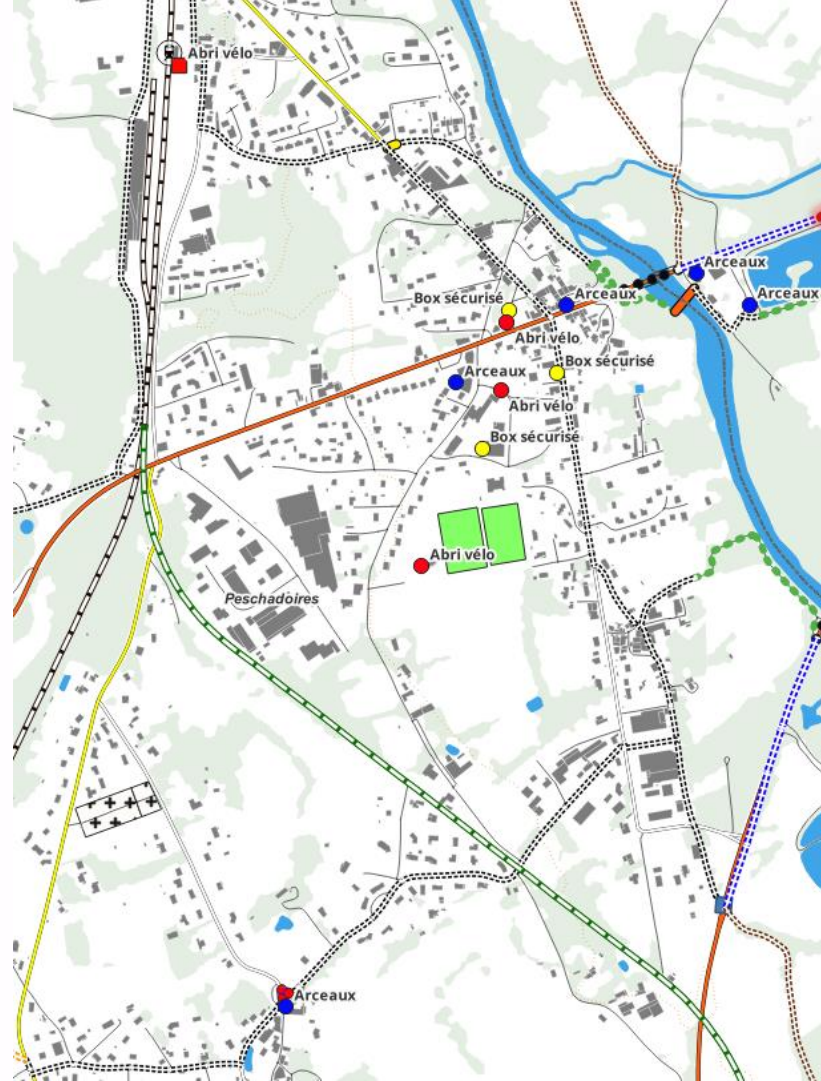 Abri vélo
Arceaux
Arceaux
Box sécurisé
Arceaux
Abri vélo
Box sécurisé
Arceaux
Abri vélo
Box sécurisé
Abri vélo
Peschadoires
Arceaux